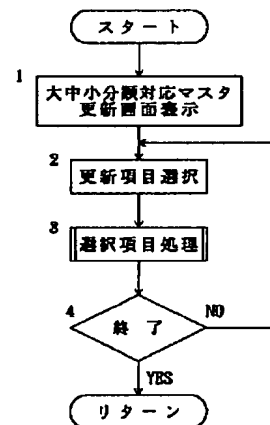 スタート
1
大中小分類対応マスタ
更新画面表示
2
更新項目選択
3
選択項目処理
4
終了
NO
YES
リターン